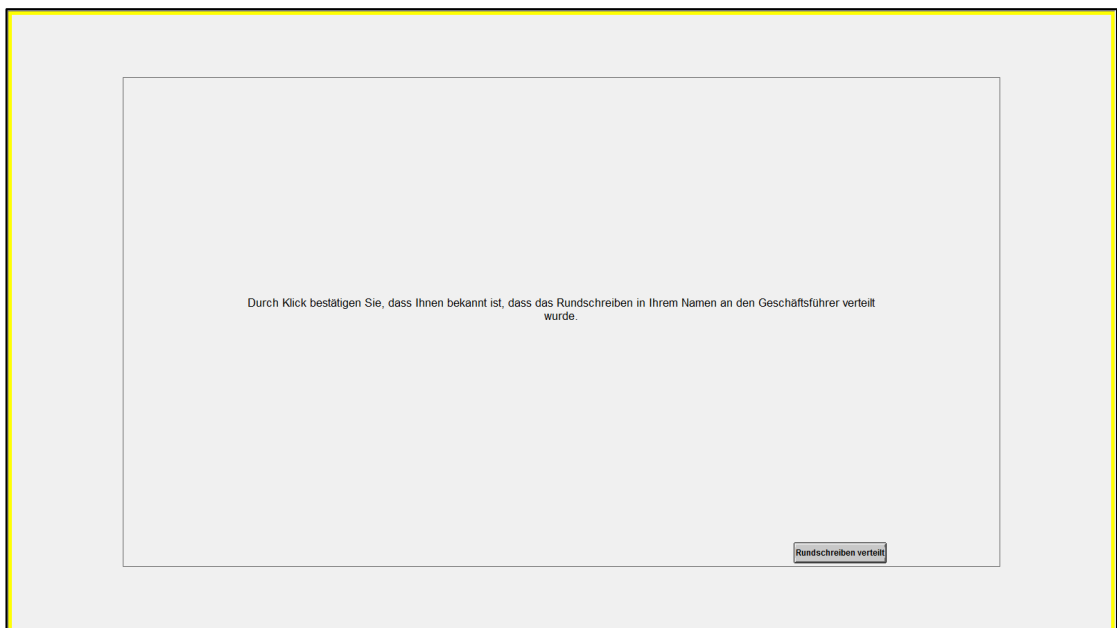 Durch Klick bestätigen Sie, dass Ihnen bekannt ist, dass das Rundschreiben in Ihrem Namen an den Geschäftsführer verteilt
wurde.
Rundschreiben verteilt